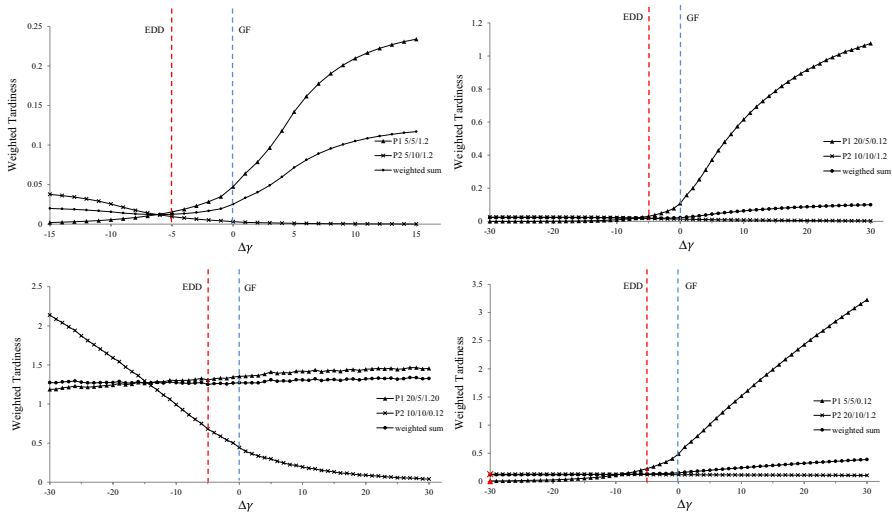 EDD
GF
0.25
0.2
0.15
0.1
0.05
0
Weighted Tardiness
P1 5/5/1.2
P2 5/10/1.2
weighted sum
-15 -10 -5 0 5 10 15
Δγ
EDD
GF
1.2
1
0.8
0.6
0.4
0.2
0
Weighted Tardiness
P1 20/5/0.12
P2 10/10/1.2
weigthed sum
-30 -20 -10 0 10 20 30
Δγ
EDD
GF
2.5
2
1.5
1
0.5
0
Weighted Tardiness
P1 20/5/1.20
P2 10/10/0.12
weighted sum
-30 -20 -10 0 10 20 30
Δγ
EDD
GF
3.5
3
2.5
2
1.5
1
0.5
0
Weighted Tardiness
P1 5/5/0.12
P2 20/10/1.2
weighted sum
-30 -20 -10 0 10 20 30
Δγ